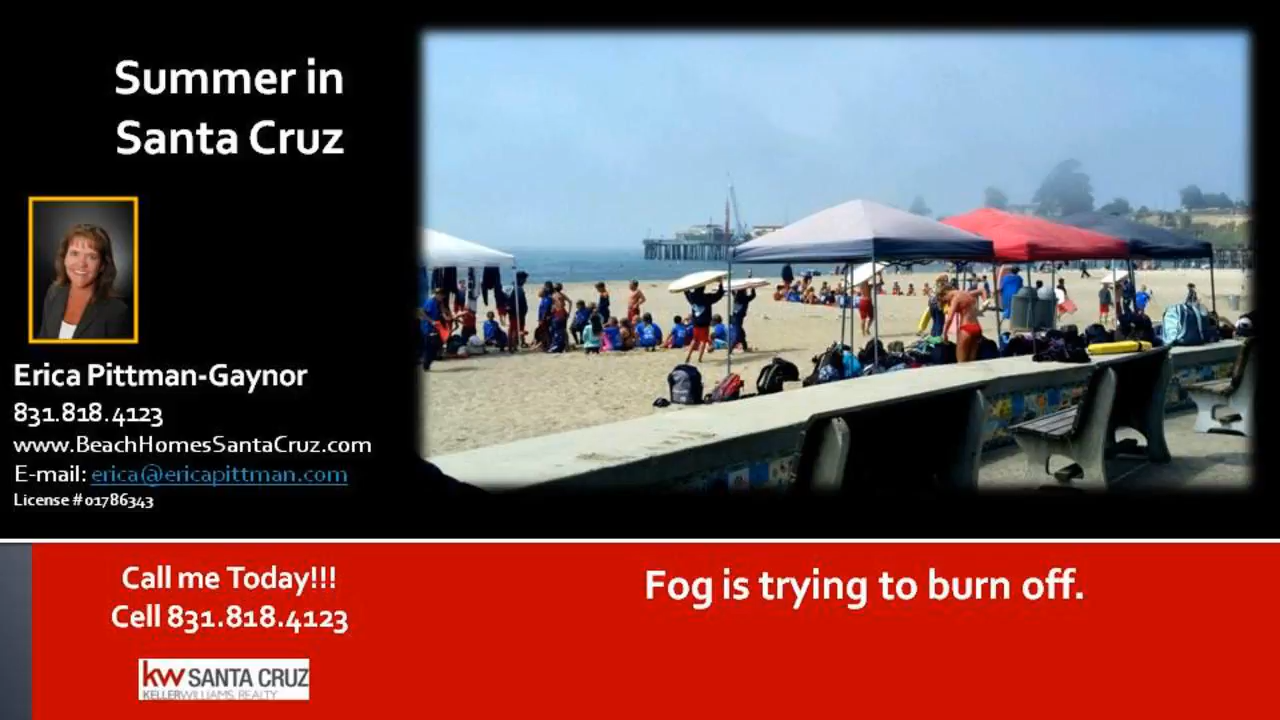 Summer in
Santa Cruz
Erica Pittman-Gaynor
831.818.4123
www.BeachHomesSantaCruz.com
E-mail: erica@ericapittman.com
License #01786343
Call me Today!!!
Cell 831.818.4123
kw SANTA CRUZ
KELLERWILLIAMS REALTY
Fog is trying to burn off.